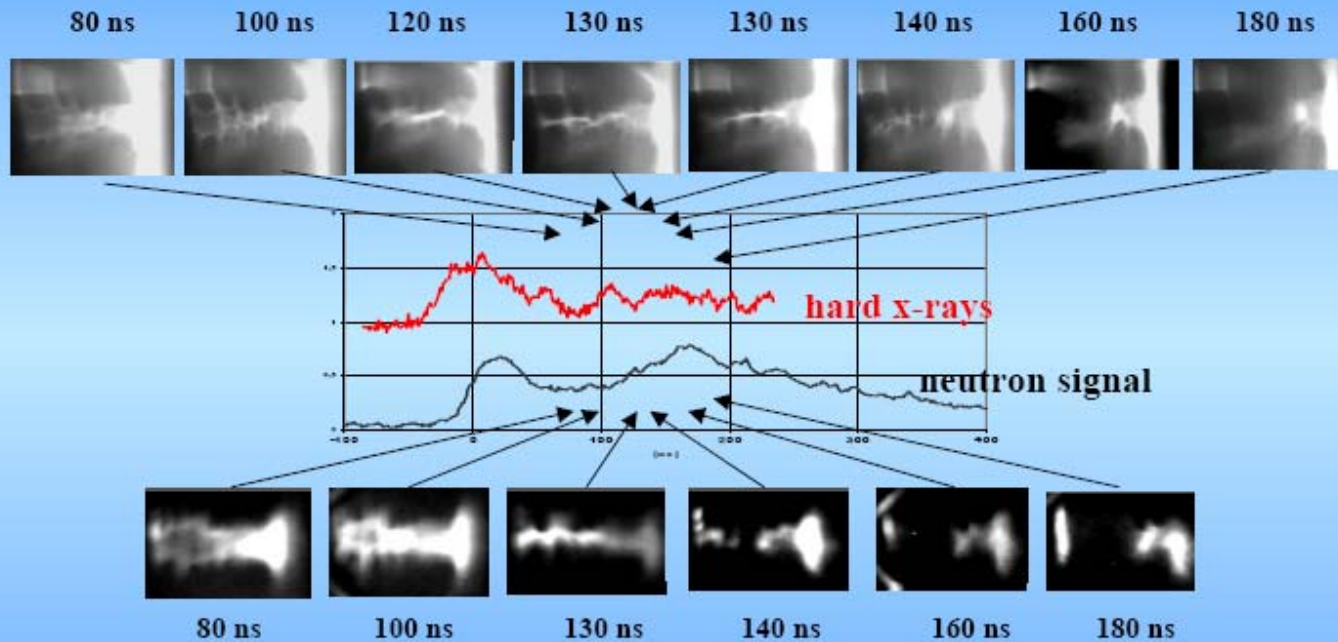 80 ns 100 ns 120 ns 130 ns 130 ns 140 ns 160 ns 180 ns
hard x-rays
neutron signal
-100 0 100 200 300 400
80 ns 100 ns 130 ns 140 ns 160 ns 180 ns